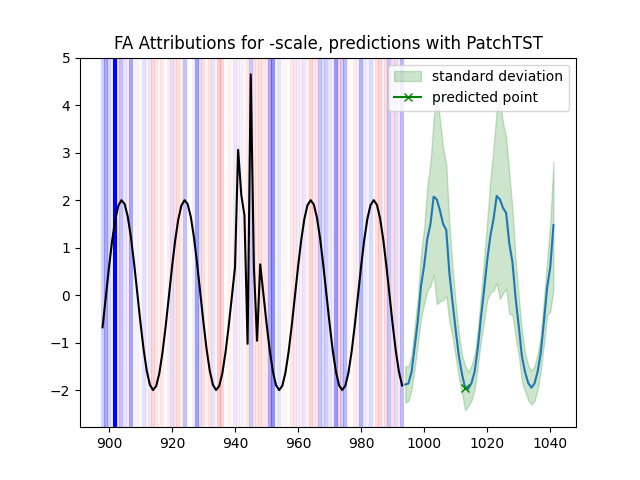 FA Attributions for -scale, predictions with PatchTST
5
4
3
2
1
0
−1
−2
standard deviation
predicted point
900 920 940 960 980 1000 1020 1040